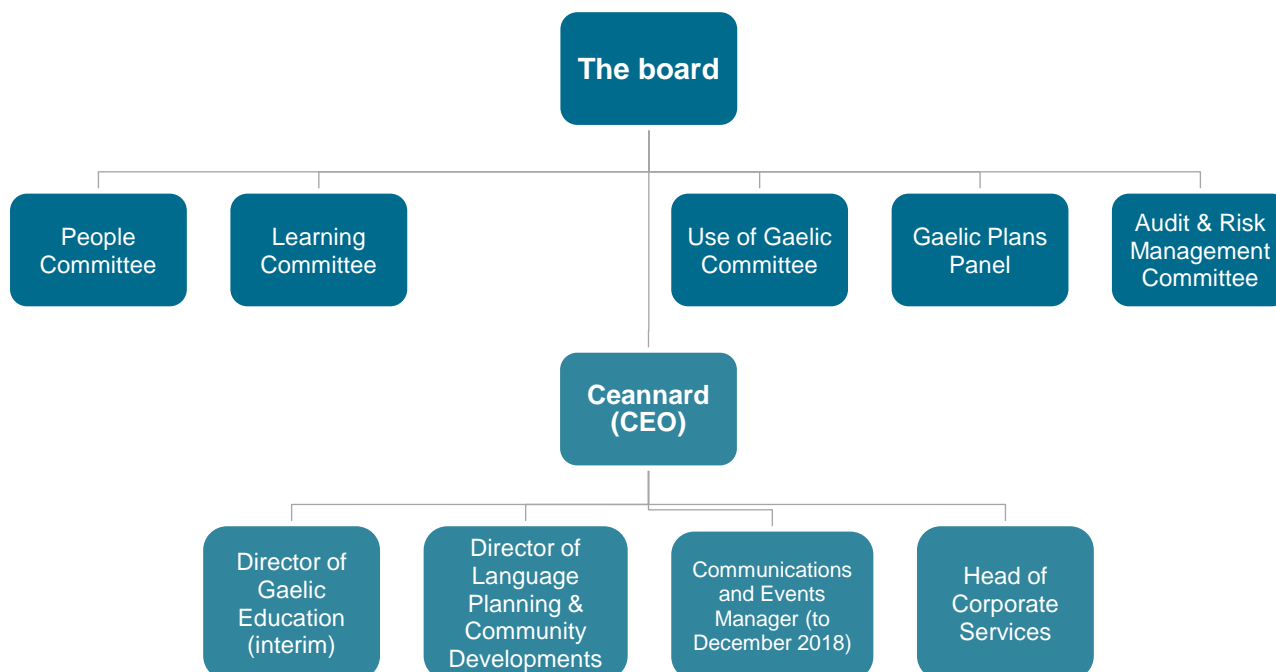 The board
People
Committee
Learning
Committee
Use of Gaelic
Committee
Gaelic Plans
Panel
Audit & Risk
Management
Committee
Ceannard
(CEO)
Director of
Gaelic
Education
(interim)
Director of
Language
Planning &
Community
Developments
Communications
and Events
Manager (to
December 2018)
Head of
Corporate
Services